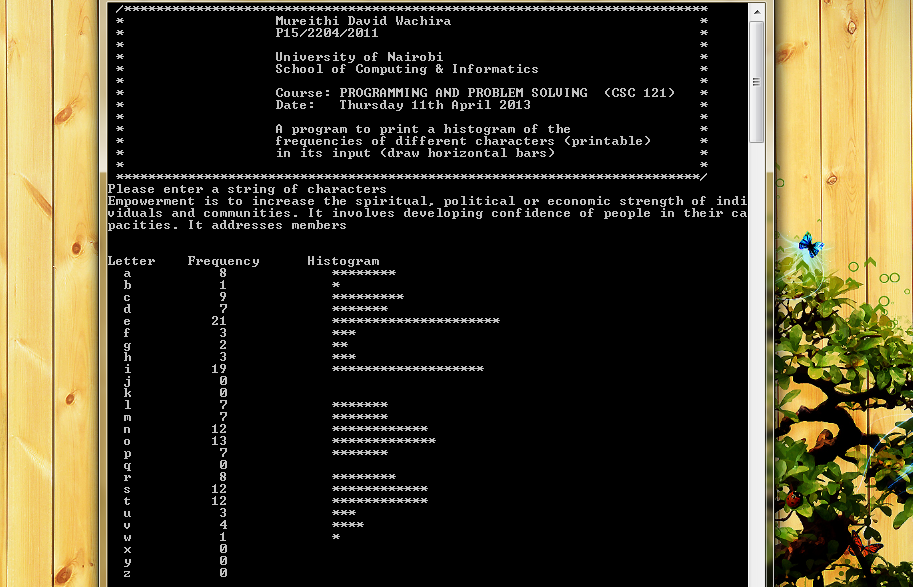 /*************************************************************************
* Mureithi David Wachira *
* P15/2204/2011 *
* *
* University of Nairobi *
* School of Computing & Informatics *
* *
* Course: PROGRAMMING AND PROBLEM SOLVING (CSC 121) *
* Date: Thursday 11th April 2013 *
* *
* A program to print a histogram of the *
* frequencies of different characters (printable) *
* in its input (draw horizontal bars) *
* *
*************************************************************************/
Please enter a string of characters
Empowerment is to increase the spiritual, political or economic strength of indi
viduals and communities. It involves developing confidence of people in their ca
pacities. It addresses members
Letter Frequency Histogram
a 8 ********
b 1 *
c 9 *********
d 7 *******
e 21 *********************
f 3 ***
g 2 **
h 3 ***
i 19 *******************
j 0
k 0
l 7 *******
m 7 *******
n 12 ************
o 13 *************
p 7 *******
q 0
r 8 ********
s 12 ************
t 12 ************
u 3 ***
v 4 ****
w 1 *
x 0
y 0
z 0